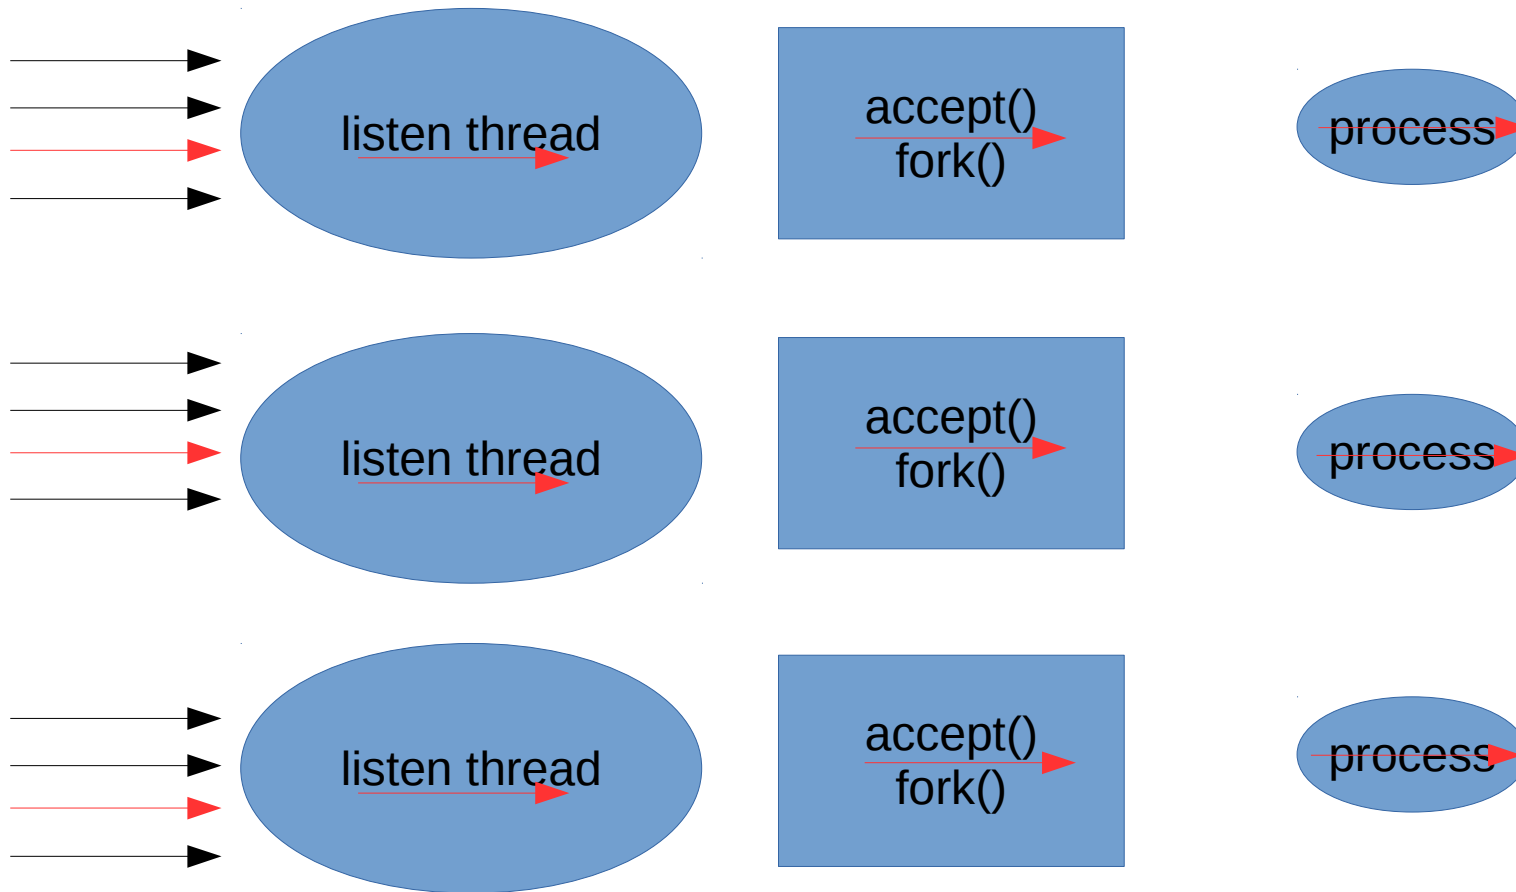 listen thread
accept()
fork()
process
listen thread
accept()
fork()
process
listen thread
accept()
fork()
process